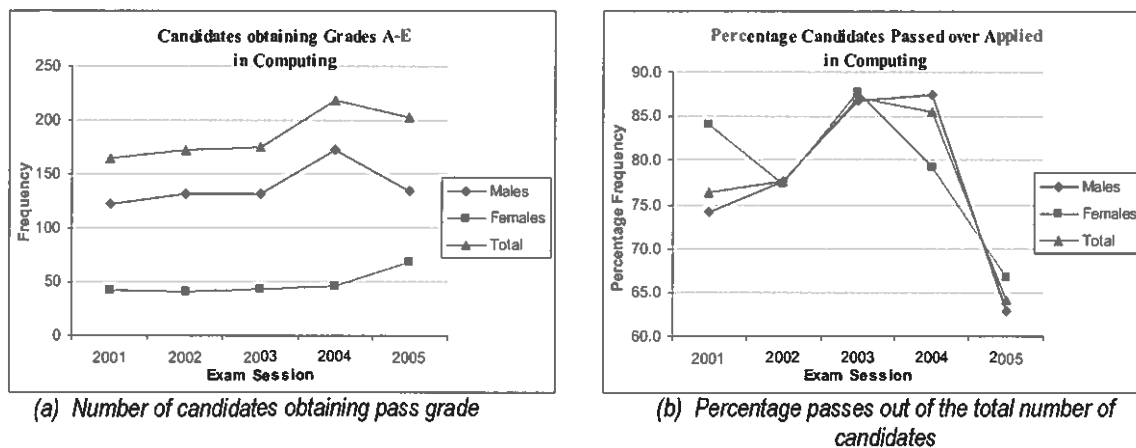 Candidates obtaining Grades A-E
in Computing
250
200
150
100
50
0
Frequency
2001
2002
2003
2004
2005
Exam Session
Males
Females
Total
(a) Number of candidates obtaining pass grade
Percentage Candidates Passed over Applied
in Computing
90.0
85.0
80.0
75.0
70.0
65.0
60.0
Percentage Frequency
2001
2002
2003
2004
2005
Exam Session
Males
Females
Total
(b) Percentage passes out of the total number of
candidates